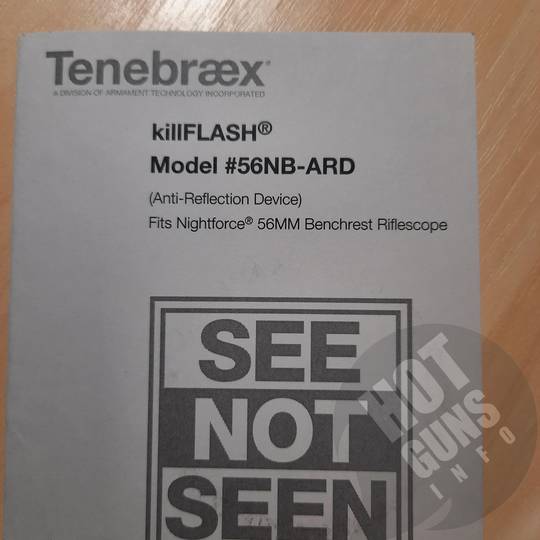 Tenebræx®
A DIVISION OF ARMAMENT TECHNOLOGY INCORPORATED
killFLASH®
Model #56NB-ARD
(Anti-Reflection Device)
Fits Nightforce® 56MM Benchrest Riflescope
SEE
NOT
SEEN
HOT
GUNS
INFO